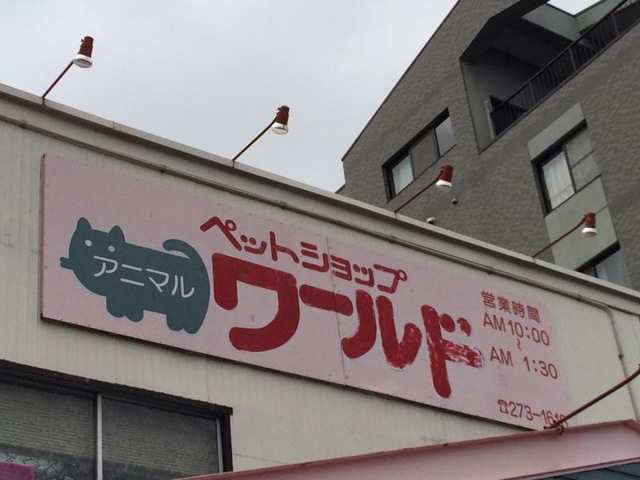 アニマル
ペットショップ
ワールド
営業時間
AM10:00
~
AM 1:30
☎273-161